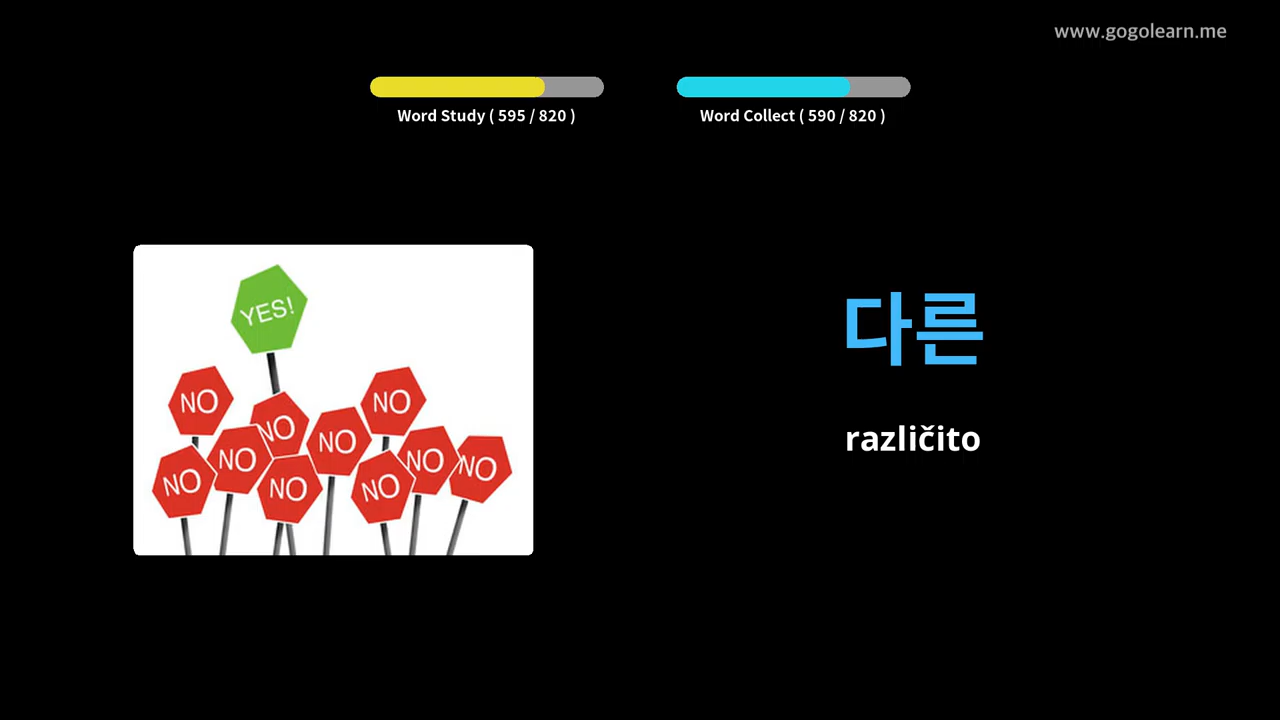 www.gogolearn.me
Word Study ( 595 / 820 )
Word Collect ( 590 / 820 )
YES!
NO
NO
NO
NO
NO
NO
NO
NO
NO
NO
다른
različito